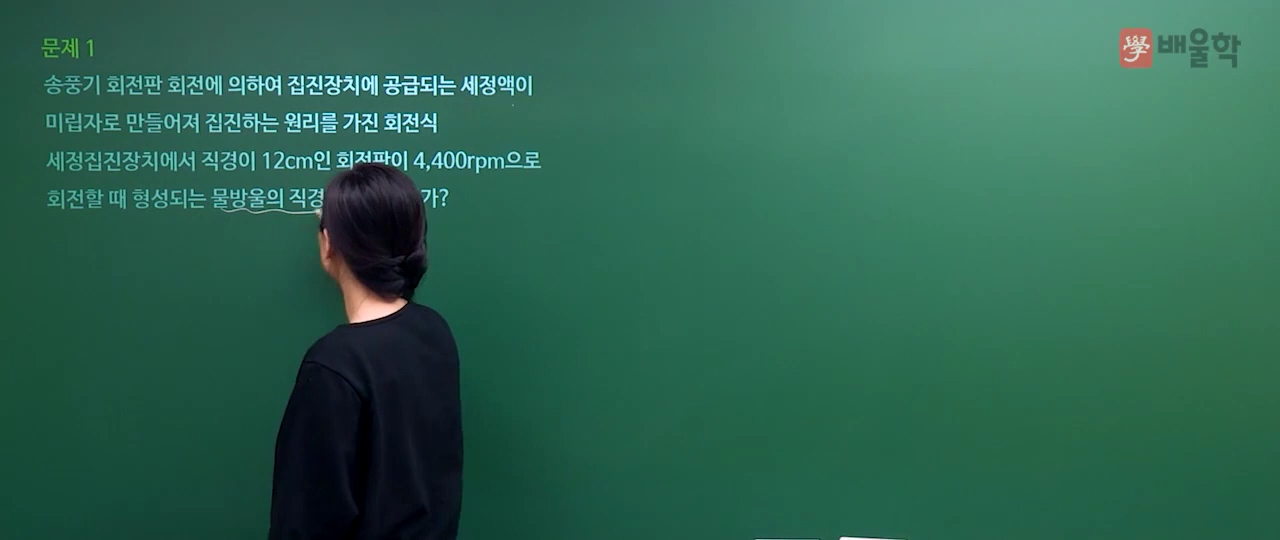 문제 1
송풍기 회전판 회전에 의하여 집진장치에 공급되는 세정액이
미립자로 만들어져 집진하는 원리를 가진 회전식
세정집진장치에서 직경이 12cm인 회전판이 4,400rpm으로
회전할 때 형성되는 물방울의 직경 가?
學 배울학